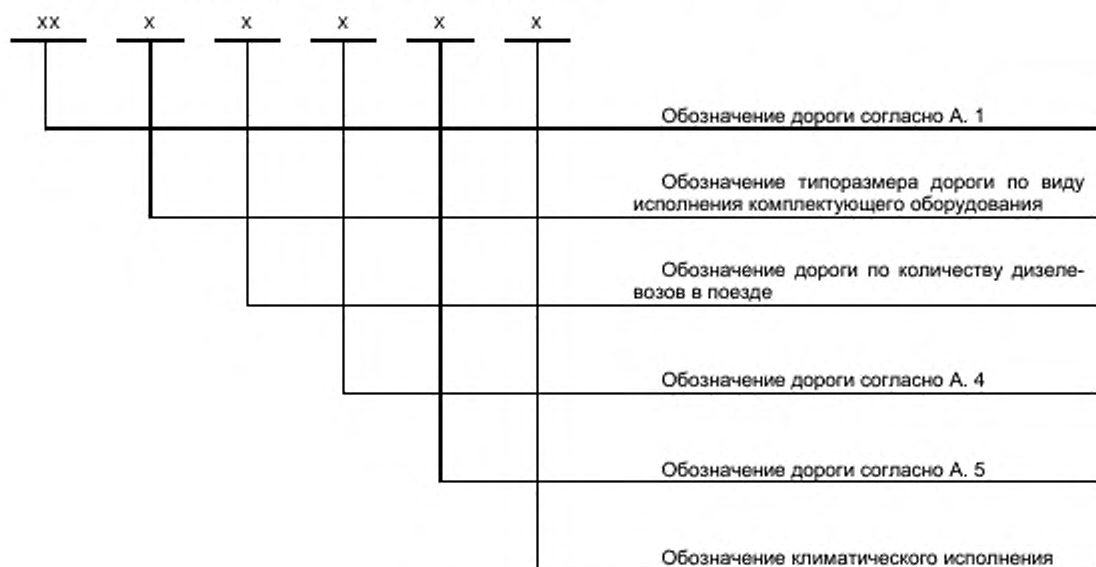 xx x x x x x
Обозначение дороги согласно А. 1
Обозначение типоразмера дороги по виду
исполнения комплектующего оборудования
Обозначение дороги по количеству дизеле-
возов в поезде
Обозначение дороги согласно А. 4
Обозначение дороги согласно А. 5
Обозначение климатического исполнения